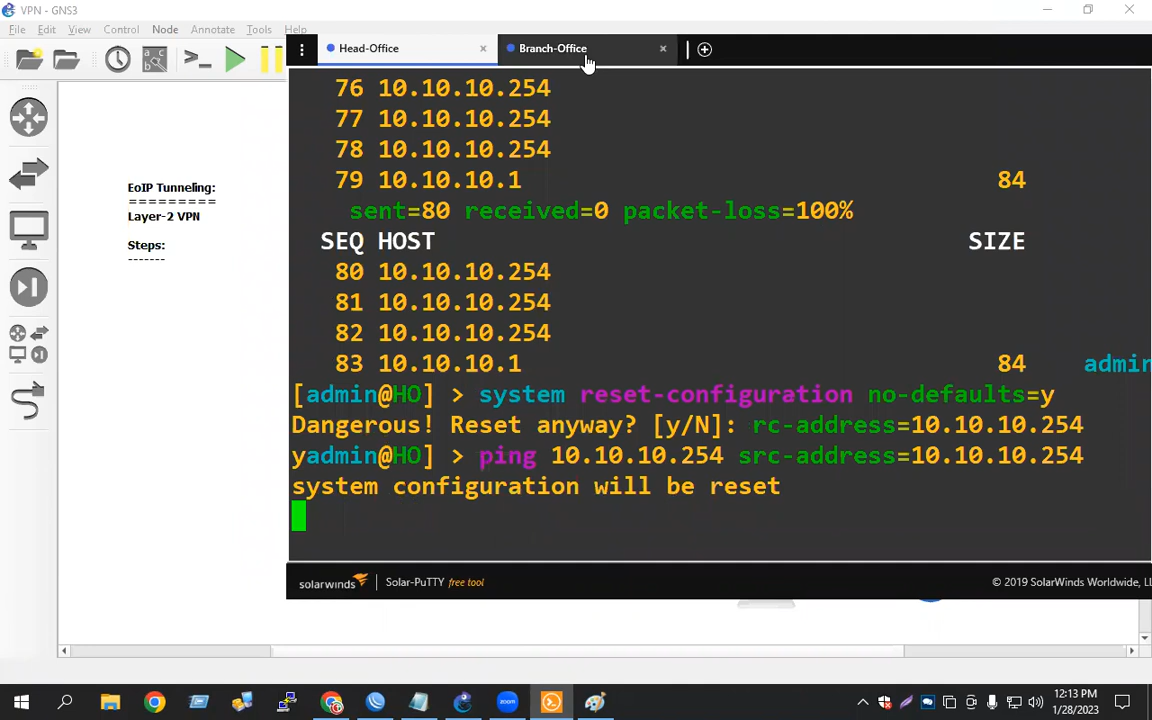 VPN - GNS3
File Edit View Control Node Annotate Tools Help
Head-Office
Branch-Office
EoIP Tunneling:
=========
Layer-2 VPN
Steps:
-------
76 10.10.10.254
77 10.10.10.254
78 10.10.10.254
79 10.10.10.1 84
sent=80 received=0 packet-loss=100%
SEQ HOST SIZE
80 10.10.10.254
81 10.10.10.254
82 10.10.10.254
83 10.10.10.1 84 admin
[admin@HO] > system reset-configuration no-defaults=y
Dangerous! Reset anyway? [y/N]: rc-address=10.10.10.254
yadmin@HO] > ping 10.10.10.254 src-address=10.10.10.254
system configuration will be reset
solarwinds Solar-PuTTY free tool
© 2019 SolarWinds Worldwide, LL
zoom
12:13 PM
1/28/2023